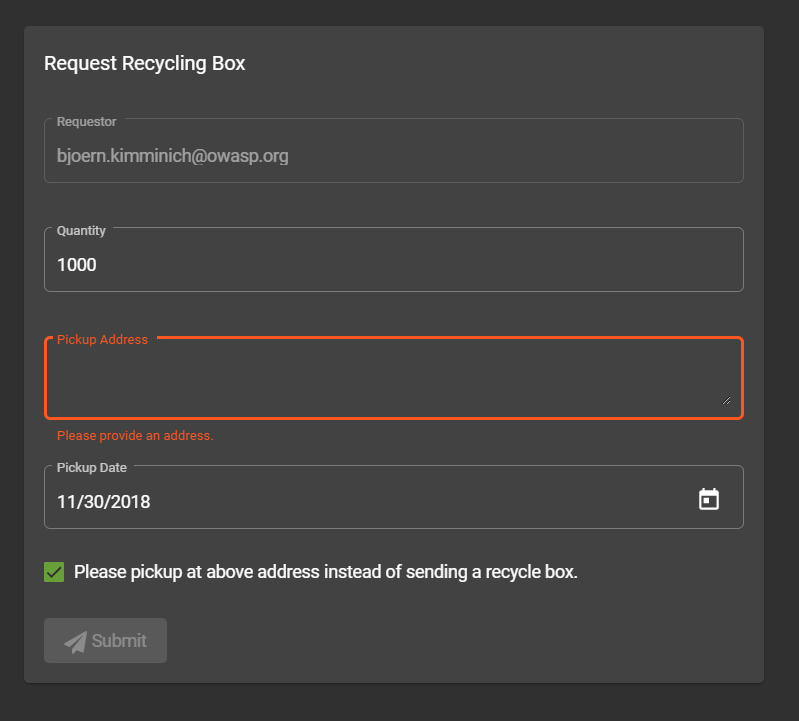 Request Recycling Box
Requestor
bjoern.kimminich@owasp.org
Quantity
1000
Pickup Address
Please provide an address.
Pickup Date
11/30/2018
Please pickup at above address instead of sending a recycle box.
Submit